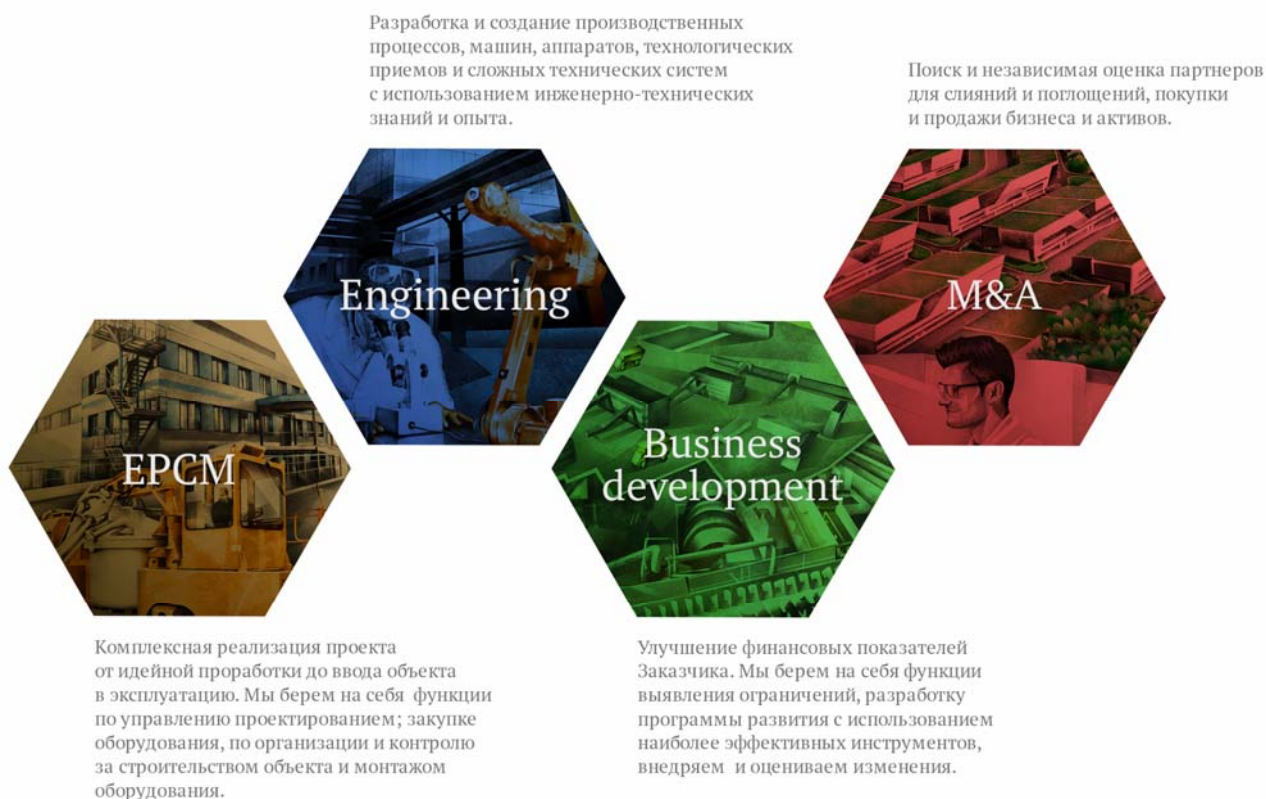 Разработка и создание производственных
процессов, машин, аппаратов, технологических
приемов и сложных технических систем
с использованием инженерно-технических
знаний и опыта.
Поиск и независимая оценка партнеров
для слияний и поглощений, покупки
и продажи бизнеса и активов.
Engineering
M&A
EPCM
Business
development
Комплексная реализация проекта
от идейной проработки до ввода объекта
в эксплуатацию. Мы берем на себя функции
по управлению проектированием; закупке
оборудования, по организации и контролю
за строительством объекта и монтажом
оборудования.
Улучшение финансовых показателей
Заказчика. Мы берем на себя функции
выявления ограничений, разработку
программы развития с использованием
наиболее эффективных инструментов,
внедряем и оцениваем изменения.